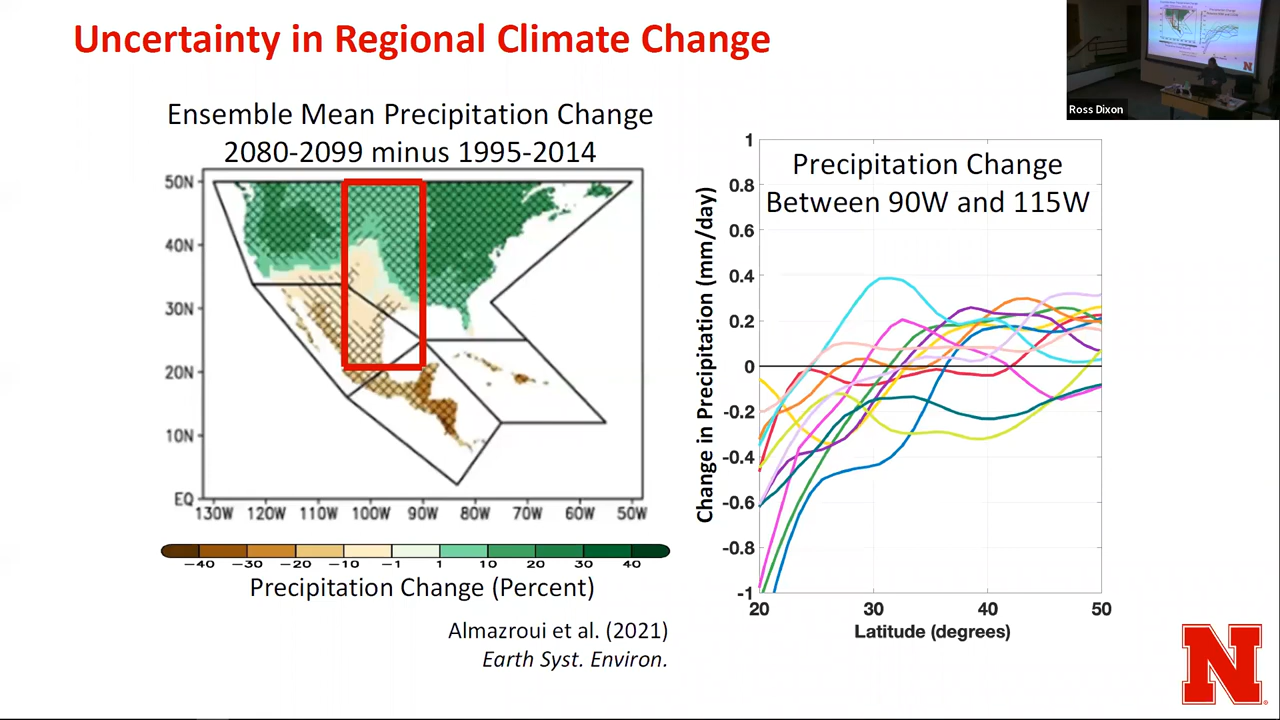 Uncertainty in Regional Climate Change
Ross Dixon
Ensemble Mean Precipitation Change
2080-2099 minus 1995-2014
50N
40N
30N
20N
10N
EQ
130W 120W 110W 100W 90W 80W 70W 60W 50W
−40 −30 −20 −10 −1 1 10 20 30 40
Precipitation Change (Percent)
Almazroui et al. (2021)
Earth Syst. Environ.
Precipitation Change
Between 90W and 115W
Change in Precipitation (mm/day)
1
0.8
0.6
0.4
0.2
0
-0.2
-0.4
-0.6
-0.8
-1
20 30 40 50
Latitude (degrees)
N